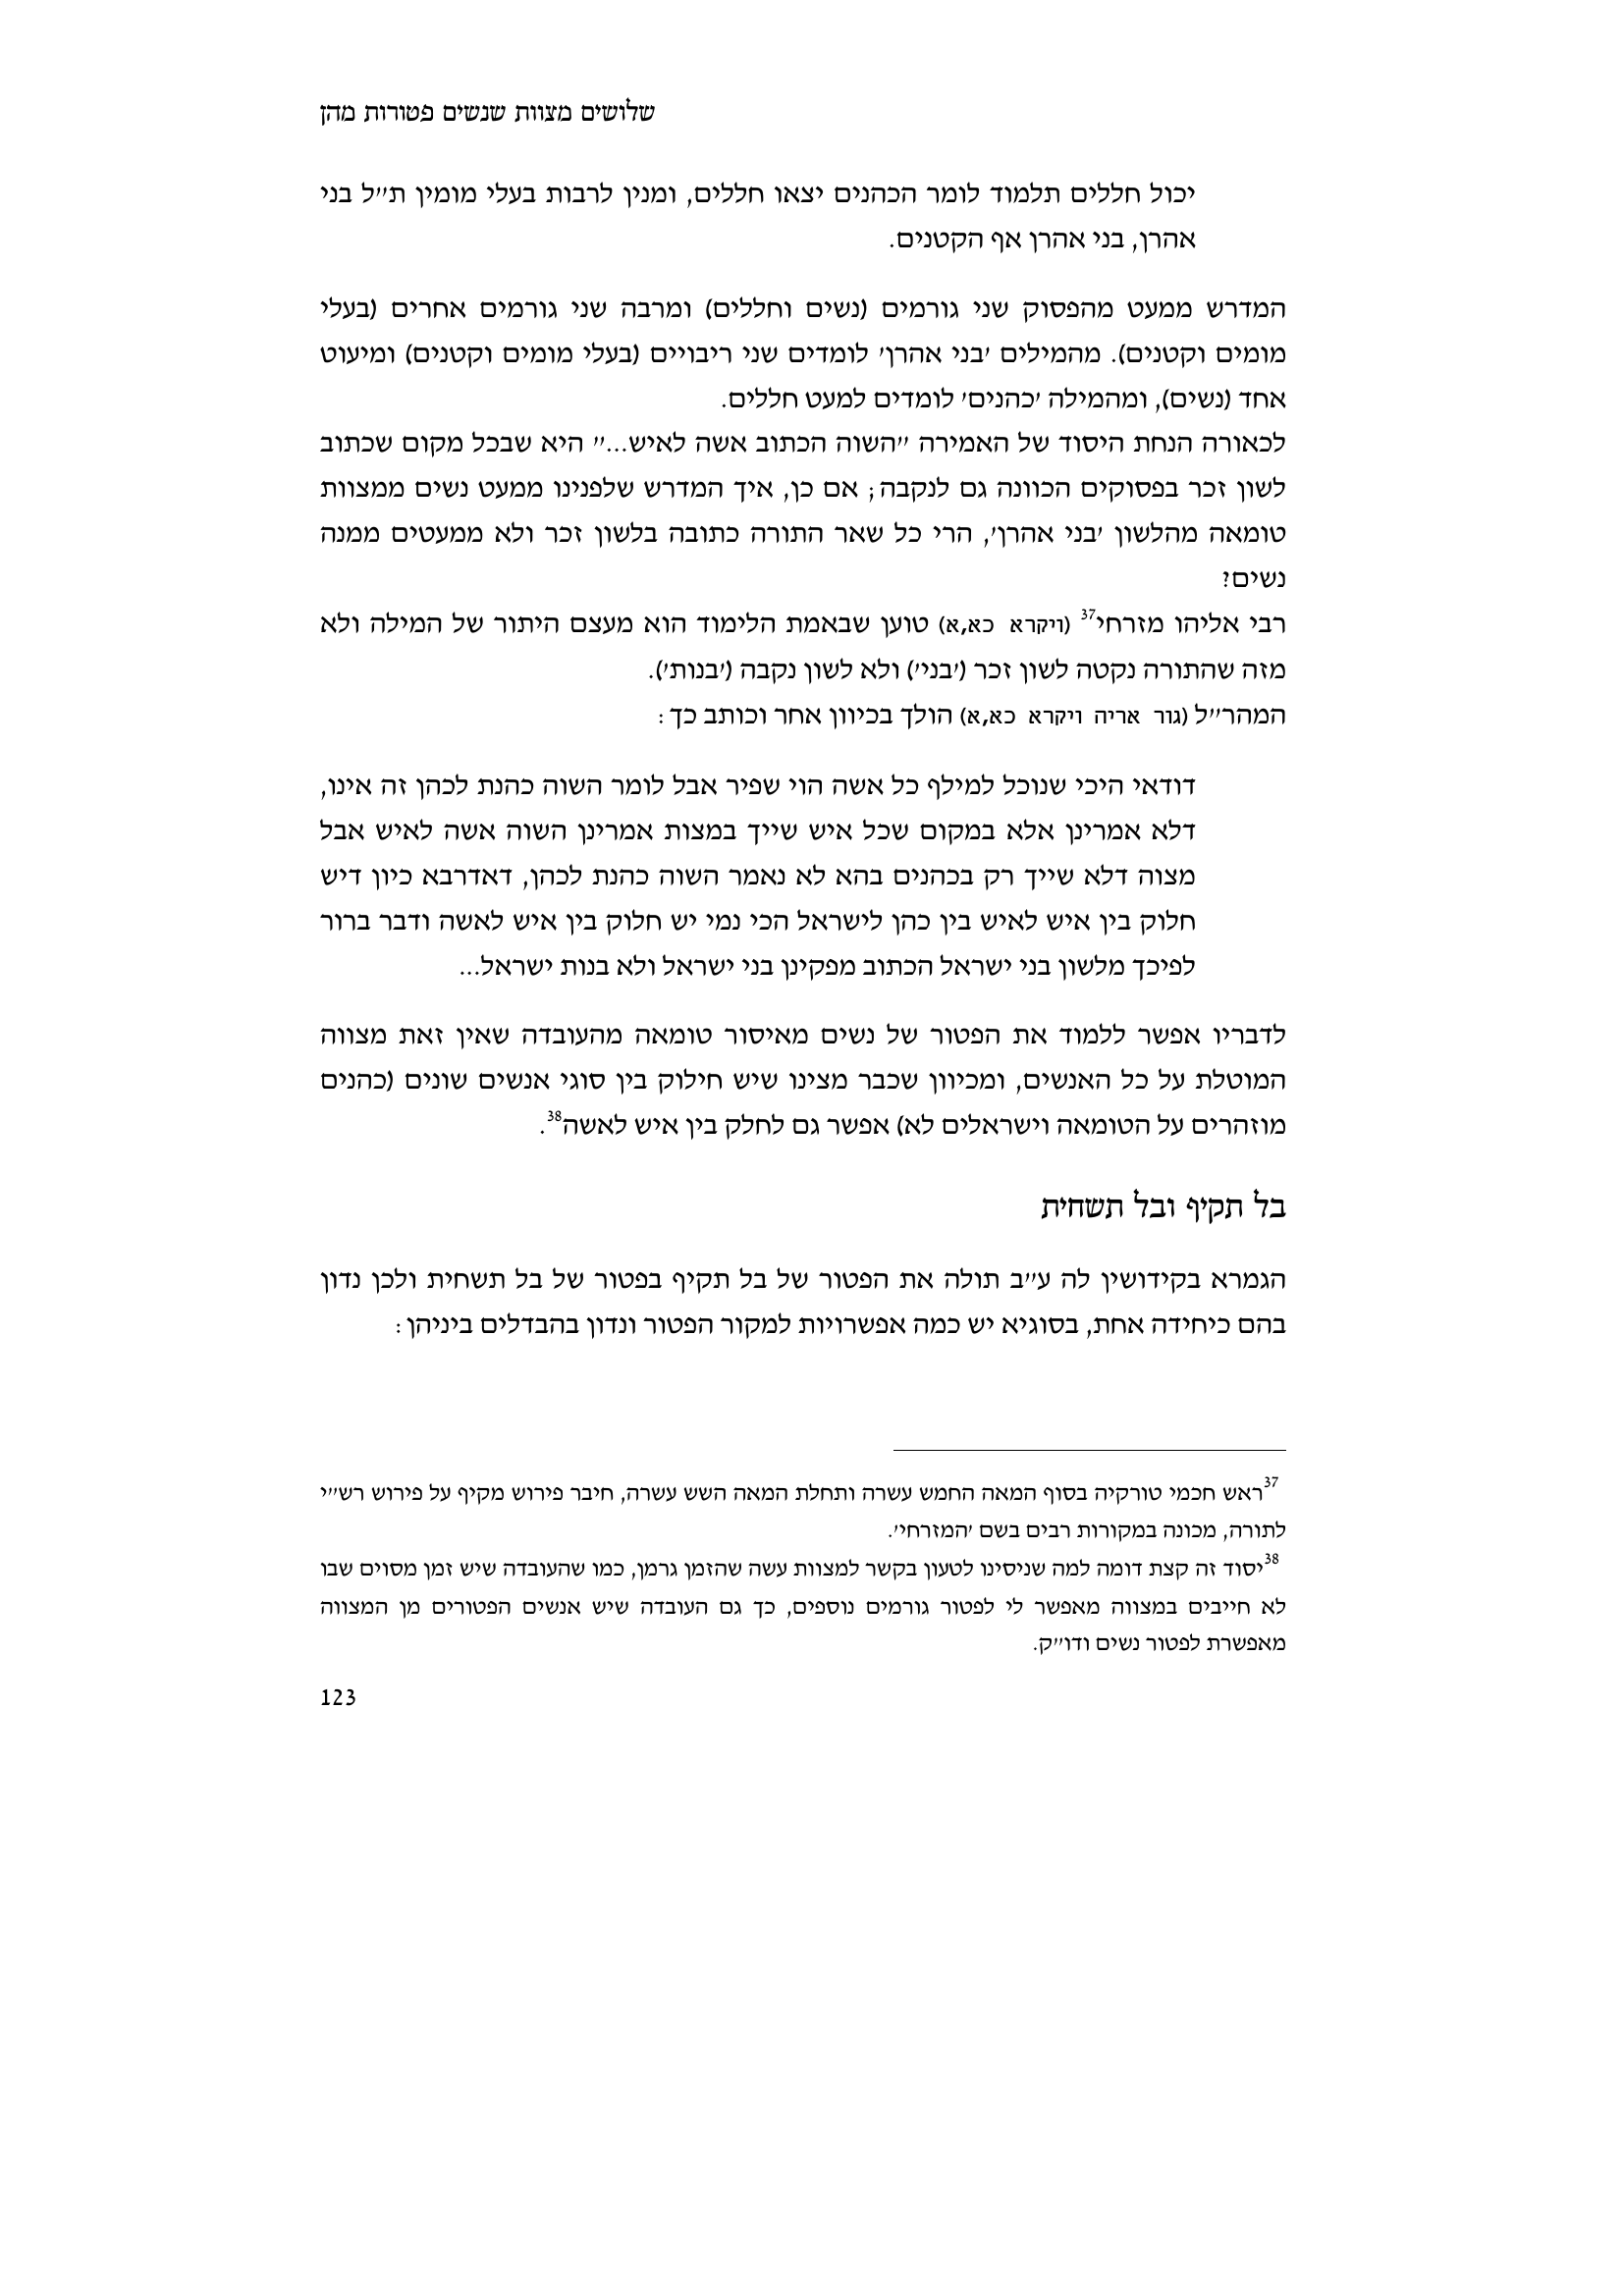 שלושים מצוות שנשים פטורות מהן
יכול חללים תלמוד לומר הכהנים יצאו חללים, ומנין לרבות בעלי מומין ת״ל בני
אהרן, בני אהרן אף הקטנים.
המדרש ממעט מהפסוק שני גורמים (נשים וחללים) ומרבה שני גורמים אחרים (בעלי
מומים וקטנים). מהמילים ׳בני אהרן׳ לומדים שני ריבויים (בעלי מומים וקטנים) ומיעוט
אחד (נשים), ומהמילה ׳כהנים׳ לומדים למעט חללים.
לכאורה הנחת היסוד של האמירה ״השוה הכתוב אשה לאיש...״ היא שבכל מקום שכתוב
לשון זכר בפסוקים הכוונה גם לנקבה; אם כן, איך המדרש שלפנינו ממעט נשים ממצוות
טומאה מהלשון ׳בני אהרן׳, הרי כל שאר התורה כתובה בלשון זכר ולא ממעטים ממנה
נשים?
רבי אליהו מזרחי37 (ויקרא כא,א) טוען שבאמת הלימוד הוא מעצם היתור של המילה ולא
מזה שהתורה נקטה לשון זכר (׳בני׳) ולא לשון נקבה (׳בנות׳).
המהר״ל (גור אריה ויקרא כא,א) הולך בכיוון אחר וכותב כך:
דודאי היכי שנוכל למילף כל אשה הוי שפיר אבל לומר השוה כהנת לכהן זה אינו,
דלא אמרינן אלא במקום שכל איש שייך במצות אמרינן השוה אשה לאיש אבל
מצוה דלא שייך רק בכהנים בהא לא נאמר השוה כהנת לכהן, דאדרבא כיון דיש
חלוק בין איש לאיש בין כהן לישראל הכי נמי יש חלוק בין איש לאשה ודבר ברור
לפיכך מלשון בני ישראל הכתוב מפקינן בני ישראל ולא בנות ישראל...
לדבריו אפשר ללמוד את הפטור של נשים מאיסור טומאה מהעובדה שאין זאת מצווה
המוטלת על כל האנשים, ומכיוון שכבר מצינו שיש חילוק בין סוגי אנשים שונים (כהנים
מוזהרים על הטומאה וישראלים לא) אפשר גם לחלק בין איש לאשה38.
בל תקיף ובל תשחית
הגמרא בקידושין לה ע״ב תולה את הפטור של בל תקיף בפטור של בל תשחית ולכן נדון
בהם כיחידה אחת, בסוגיא יש כמה אפשרויות למקור הפטור ונדון בהבדלים ביניהן:
37ראש חכמי טורקיה בסוף המאה החמש עשרה ותחלת המאה השש עשרה, חיבר פירוש מקיף על פירוש רש״י
לתורה, מכונה במקורות רבים בשם ׳המזרחי׳.
38יסוד זה קצת דומה למה שניסינו לטעון בקשר למצוות עשה שהזמן גרמן, כמו שהעובדה שיש זמן מסוים שבו
לא חייבים במצווה מאפשר לי לפטור גורמים נוספים, כך גם העובדה שיש אנשים הפטורים מן המצווה
מאפשרת לפטור נשים ודו״ק.
123